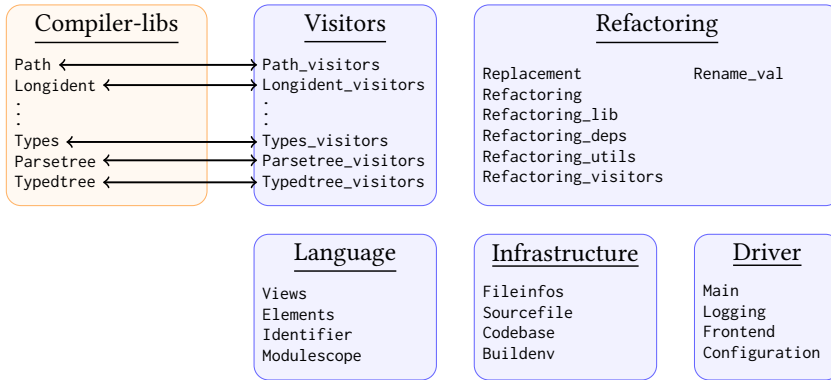 Compiler-libs
Path
Longident
.
.
.
Types
Parsetree
Typedtree
Visitors
Path_visitors
Longident_visitors
.
.
.
Types_visitors
Parsetree_visitors
Typedtree_visitors
Refactoring
Replacement
Refactoring
Refactoring_lib
Refactoring_deps
Refactoring_utils
Refactoring_visitors
Rename_val
Language
Views
Elements
Identifier
Modulescope
Infrastructure
Fileinfos
Sourcefile
Codebase
Buildenv
Driver
Main
Logging
Frontend
Configuration